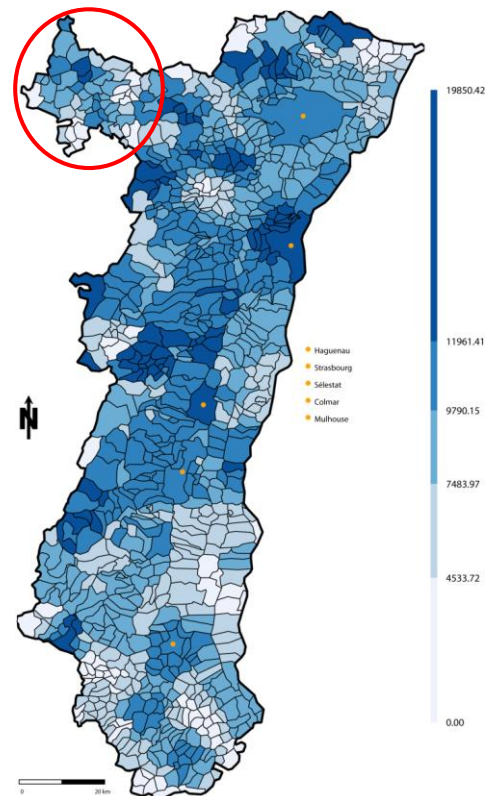 19850.42
Haguenau
Strasbourg
Sélestat
Colmar
Mulhouse
11961.41
N
9790.15
7483.97
4533.72
0.00
0 20 km